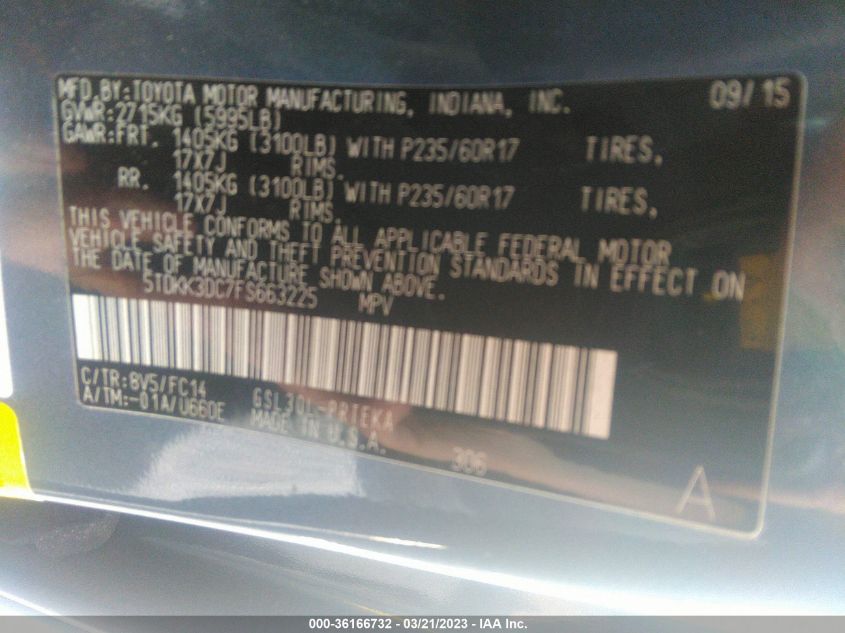 MFD.BY:TOYOTA MOTOR MANUFACTURING, INDIANA, INC. 09/15
GVWR:2715KG (5995LB)
GAWR:FRT. 1405KG (3100LB) WITH P235/60R17 TIRES,
17X7J RIMS.
RR. 1405KG (3100LB) WITH P235/60R17 TIRES,
17X7J RIMS.
THIS VEHICLE CONFORMS TO ALL APPLICABLE FEDERAL MOTOR
VEHICLE SAFETY AND THEFT PREVENTION STANDARDS IN EFFECT ON
THE DATE OF MANUFACTURE SHOWN ABOVE.
5TDKK3DC7FS663225 MPV
C/TR:8V5/FC14
A/TM:-01A/U660E
GSL30L-PRTEKA
MADE IN U.S.A.
306
A
000-36166732 - 03/21/2023 - IAA Inc.